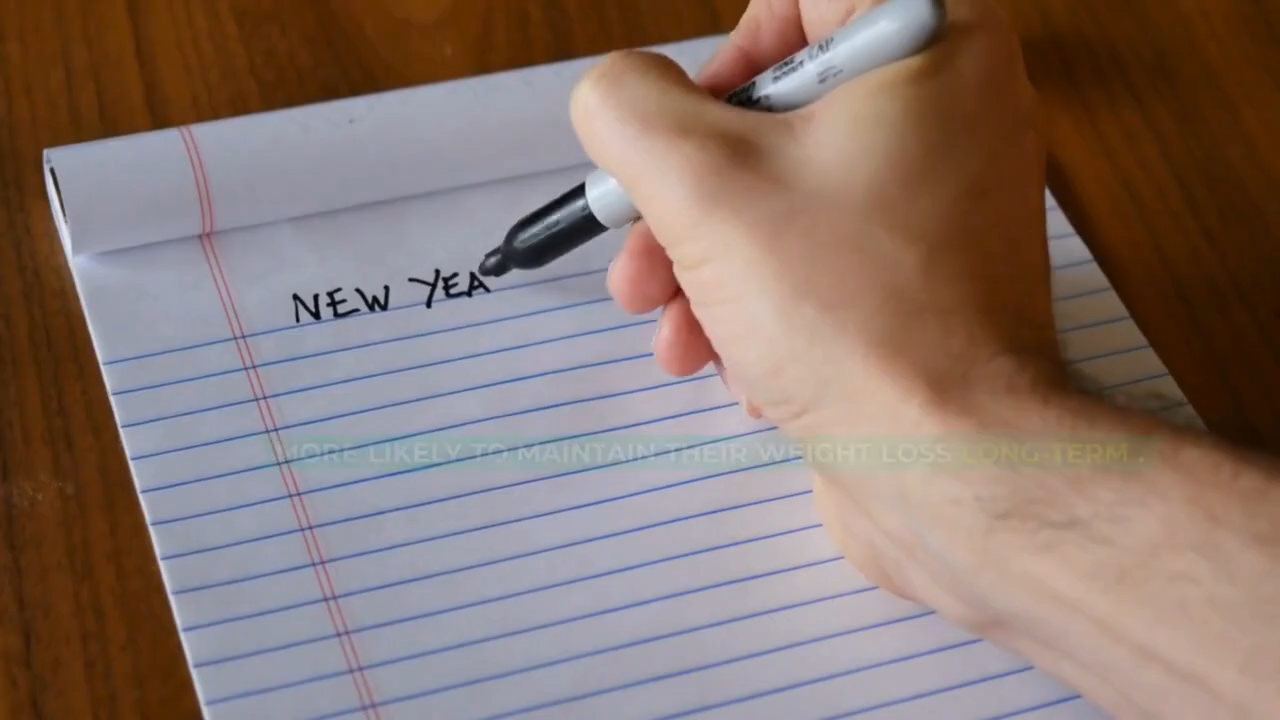 NEW YEA
MORE LIKELY TO MAINTAIN THEIR WEIGHT LOSS LONG-TERM .